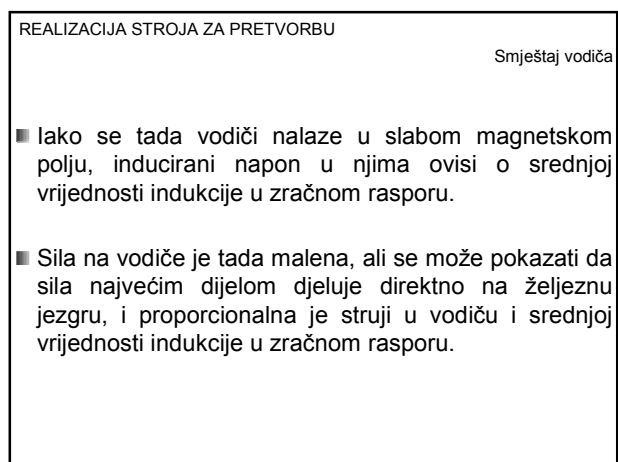 REALIZACIJA STROJA ZA PRETVORBU
Smještaj vodiča
Iako se tada vodiči nalaze u slabom magnetskom
polju, inducirani napon u njima ovisi o srednjoj
vrijednosti indukcije u zračnom rasporu.
Sila na vodiče je tada malena, ali se može pokazati da
sila najvećim dijelom djeluje direktno na željeznu
jezgru, i proporcionalna je struji u vodiču i srednjoj
vrijednosti indukcije u zračnom rasporu.